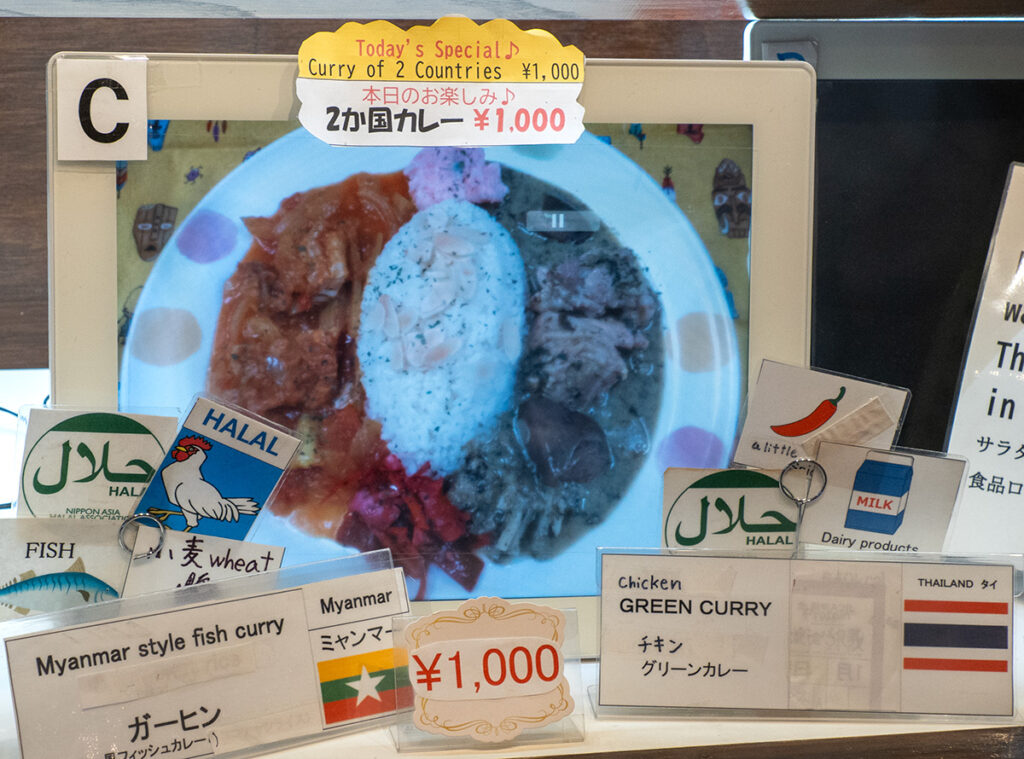 C
Today's Special♪
Curry of 2 Countries ¥1,000
本日のお楽しみ♪
2か国カレー ¥1,000
حلال
HALAL
NIPPON ASIA
HALAL ASSOCIATION
HALAL
FISH
小麦 wheat
Myanmar style fish curry
ガーヒン
フィッシュカレー
Myanmar
ミャンマー
¥1,000
a little
حلال
HALAL
MILK
Dairy products
Chicken
GREEN CURRY
チキン
グリーンカレー
THAILAND タイ
Th
in
サラダ
食品ロ